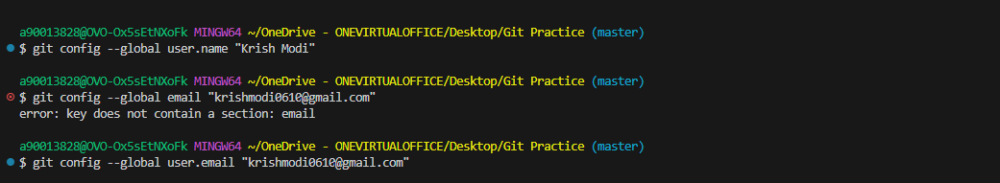 a90013828@OVO-Ox5sEtNXoFk MINGW64 ~/OneDrive - ONEVIRTUALOFFICE/Desktop/Git Practice (master)
$ git config --global user.name "Krish Modi"
a90013828@OVO-Ox5sEtNXoFk MINGW64 ~/OneDrive - ONEVIRTUALOFFICE/Desktop/Git Practice (master)
$ git config --global email "krishmodi0610@gmail.com"
error: key does not contain a section: email
a90013828@OVO-Ox5sEtNXoFk MINGW64 ~/OneDrive - ONEVIRTUALOFFICE/Desktop/Git Practice (master)
$ git config --global user.email "krishmodi0610@gmail.com"